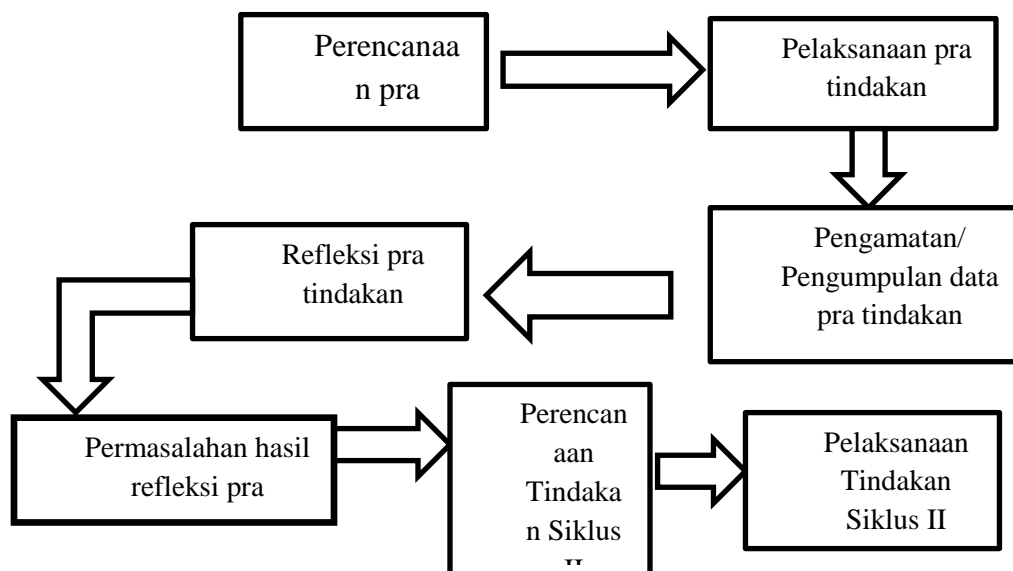 Perencanaa
n pra
Pelaksanaan pra
tindakan
Pengamatan/
Pengumpulan data
pra tindakan
Refleksi pra
tindakan
Permasalahan hasil
refleksi pra
Perencan
aan
Tindaka
n Siklus
II
Pelaksanaan
Tindakan
Siklus II